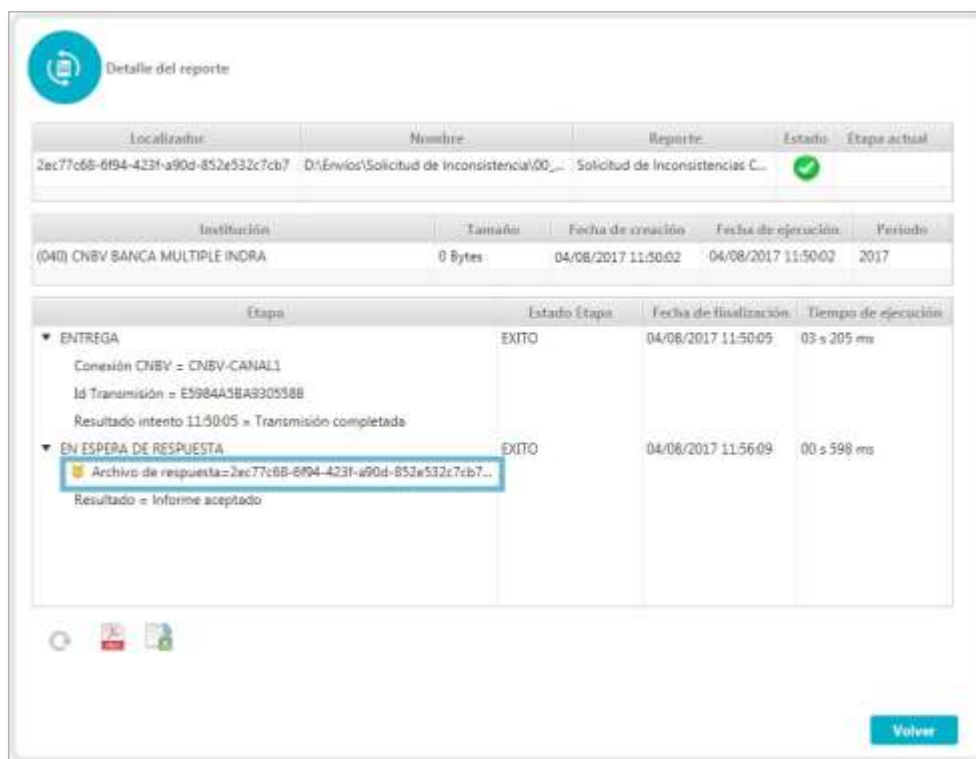 Detalle del reporte
Localizador Nombre Reporte Estado Etapa actual
2ec77c68-6f94-423f-a90d-852e532c7cb7 D:\Envíos\Solicitud de Inconsistencia\00_... Solicitud de Inconsistencias C...
Institución Tamaño Fecha de creación Fecha de ejecución Periodo
(040) CNBV BANCA MULTIPLE INDRA 0 Bytes 04/08/2017 11:50:02 04/08/2017 11:50:02 2017
Etapa Estado Etapa Fecha de finalización Tiempo de ejecución
ENTREGA EXITO 04/08/2017 11:50:05 03 s 205 ms
Conexión CNBV = CNBV-CANAL1
Id Transmisión =
Resultado intento 11:50:05 = Transmisión completada
EN ESPERA DE RESPUESTA EXITO 04/08/2017 11:56:09 00 s 598 ms
Archivo de respuesta=2ec77c68-6f94-423f-a90d-852e532c7cb7...
Resultado = Informe aceptado
Volver